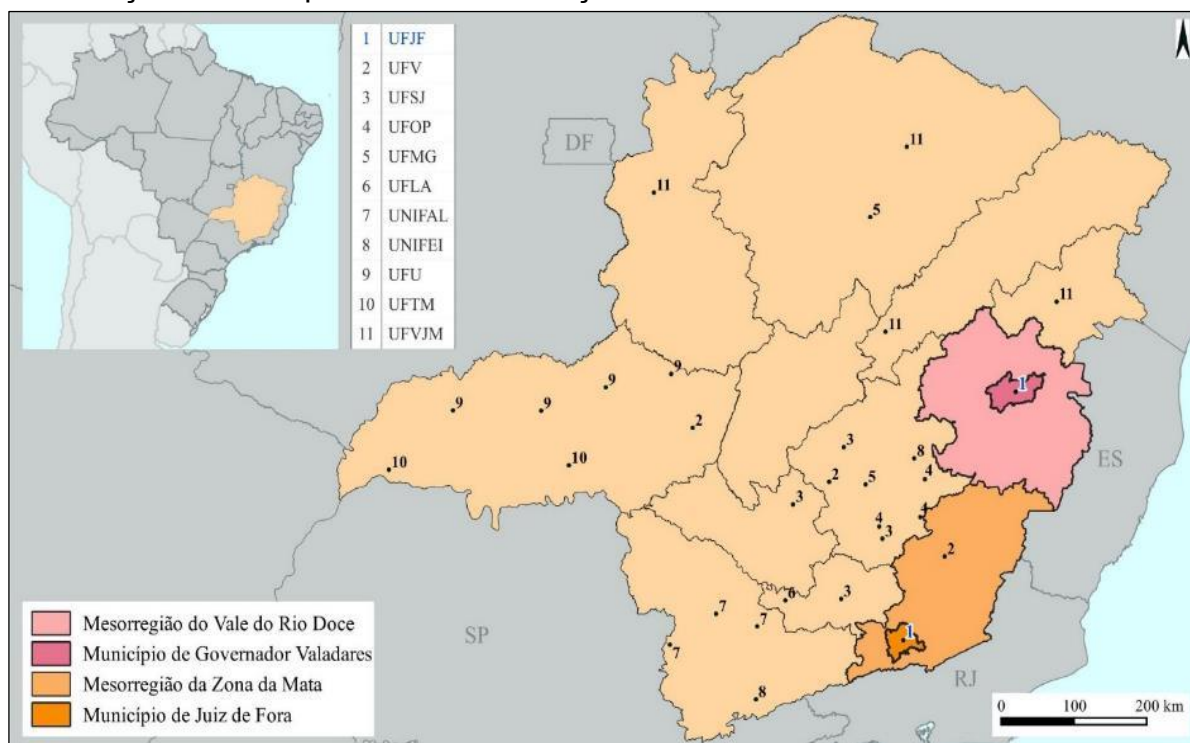 1 UFJF
2 UFV
3 UFSJ
4 UFOP
5 UFMG
6 UFLA
7 UNIFAL
8 UNIFEI
9 UFU
10 UFTM
11 UFVJM
DF
11
11
5
11
11
1
9
9
9
9
2
10
10
3
8
2
5
4
3
4
4
3
2
ES
6
3
7
7
7
1
8
SP
RJ
Mesorregião do Vale do Rio Doce
Município de Governador Valadares
Mesorregião da Zona da Mata
Município de Juiz de Fora
0 100 200 km